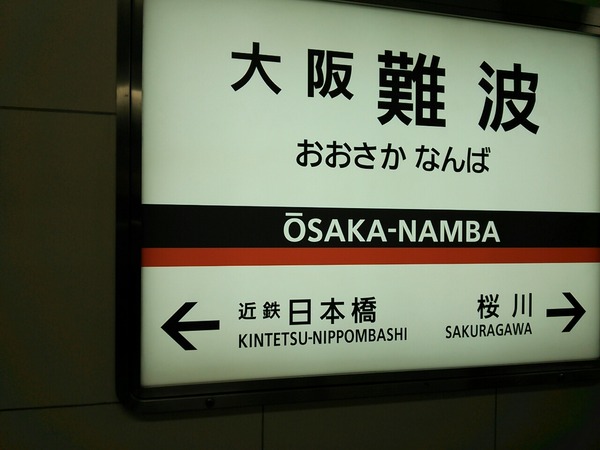 大阪難波
おおさか なんば
ŌSAKA-NAMBA
近鉄日本橋
KINTETSU-NIPPOMBASHI
桜川
SAKURAGAWA